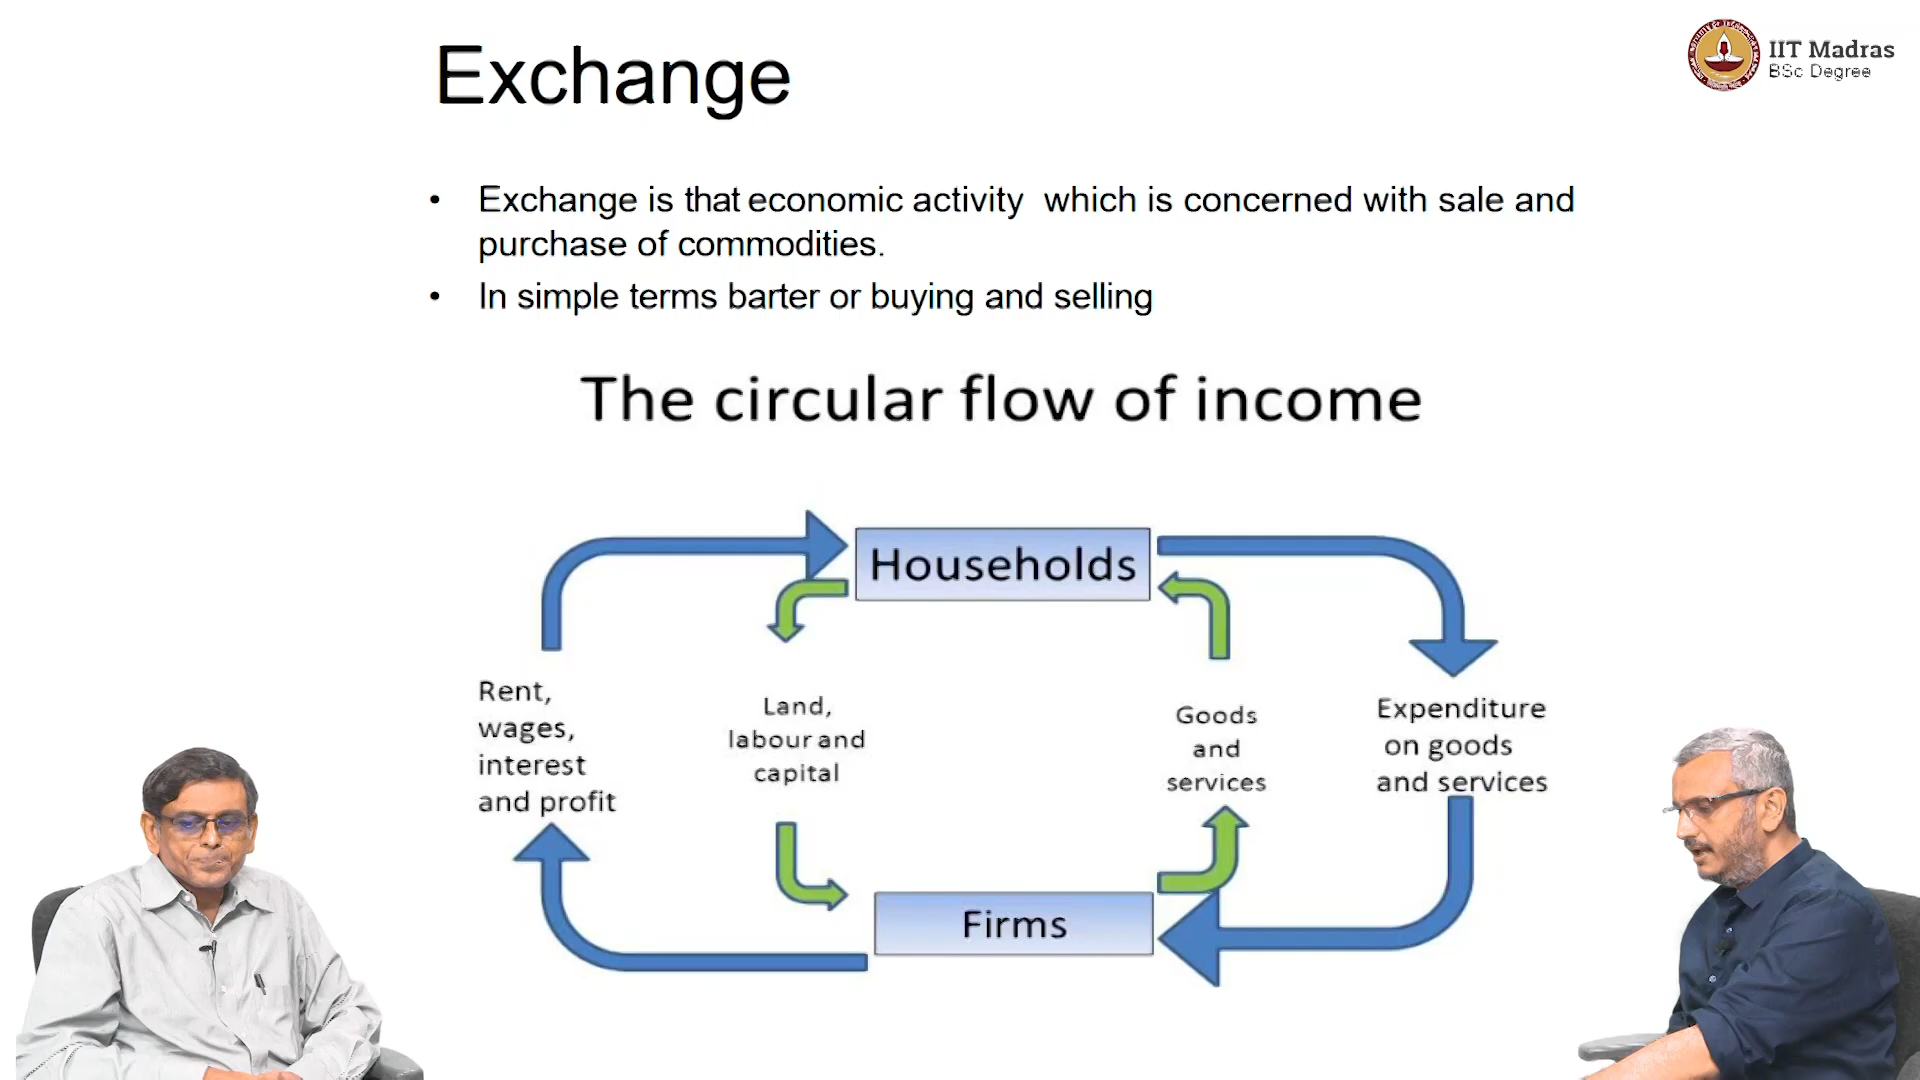 Exchange
IIT Madras
BSc Degree
• Exchange is that economic activity which is concerned with sale and
purchase of commodities.
• In simple terms barter or buying and selling
The circular flow of income
Households
Rent,
wages,
interest
and profit
Land,
labour and
capital
Goods
and
services
Expenditure
on goods
and services
Firms